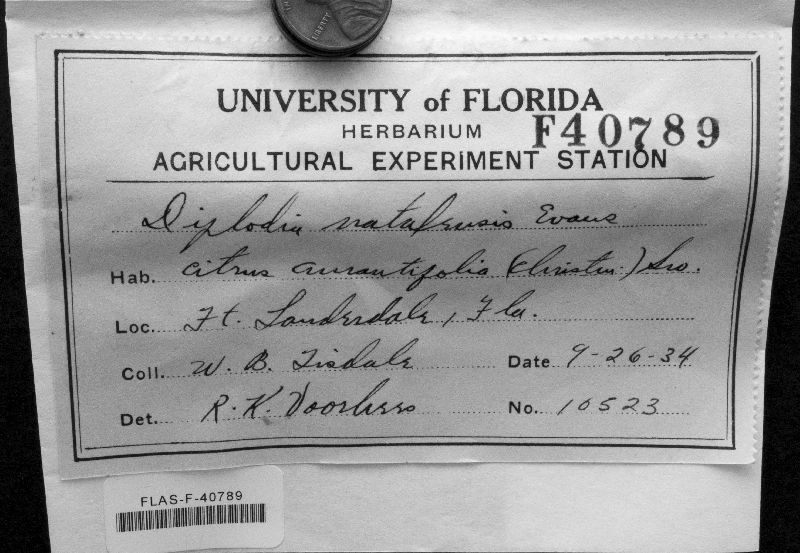 LIBERTY
UNIVERSITY of FLORIDA
HERBARIUM F40789
AGRICULTURAL EXPERIMENT STATION
Diplodia natalensis Evans
Hab. Citrus aurantifolia (Christm.) Sw.
Loc. Ft. Lauderdale, Fla.
Coll. W. B. Tisdale Date 9-26-34
Det. R. K. Voorhees No. 10523
FLAS-F-40789